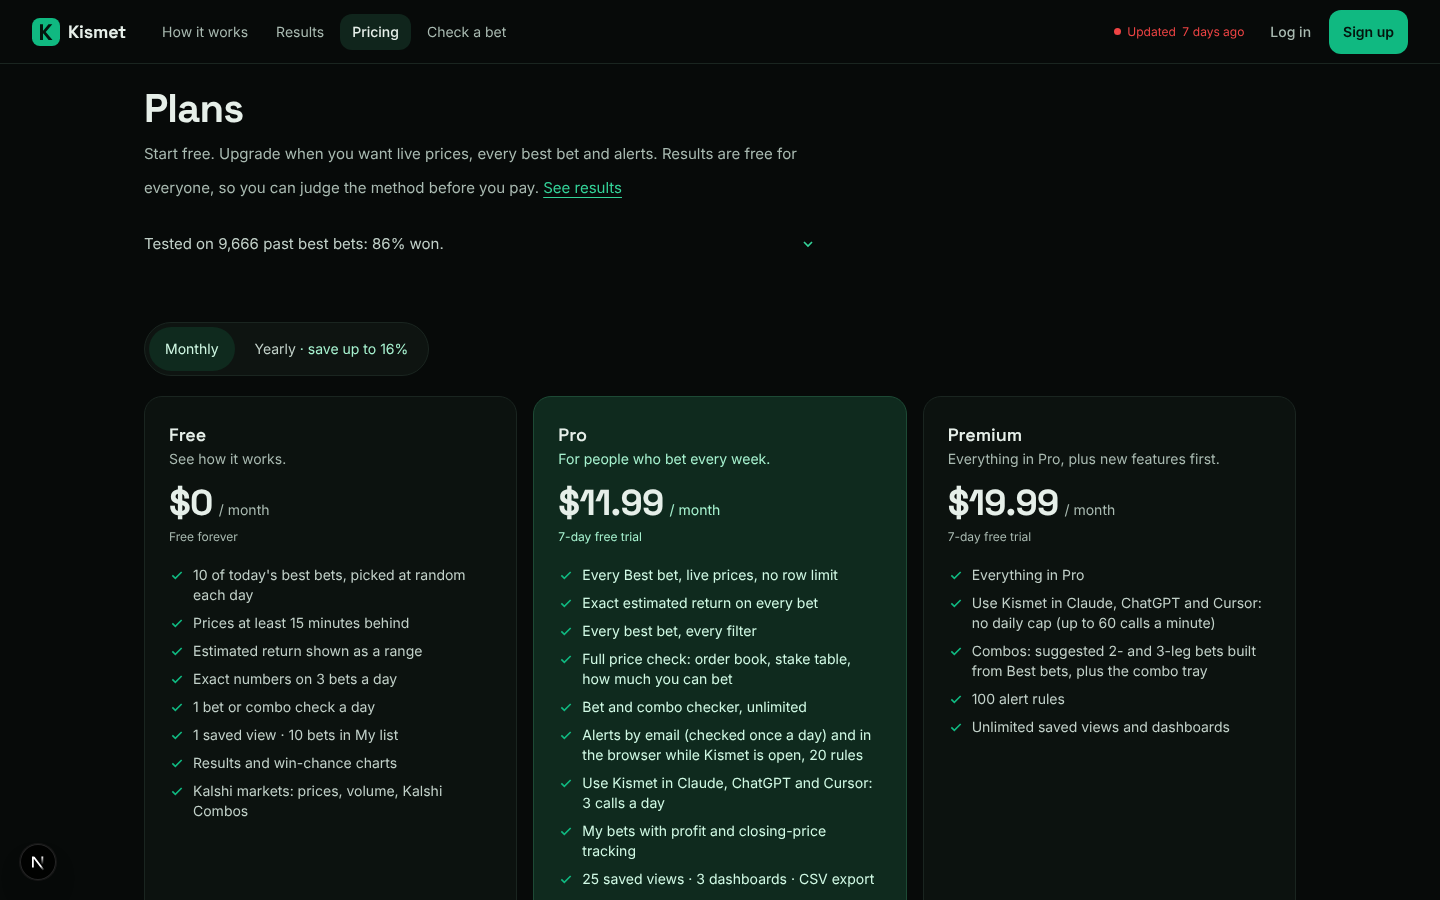 Kismet
How it works
Results
Pricing
Check a bet
Updated 7 days ago
Log in
Sign up
Plans
Start free. Upgrade when you want live prices, every best bet and alerts. Results are free for
everyone, so you can judge the method before you pay. See results
Tested on 9,666 past best bets: 86% won.
Monthly
Yearly · save up to 16%
Free
See how it works.
$0 / month
Free forever
10 of today's best bets, picked at random
each day
Prices at least 15 minutes behind
Estimated return shown as a range
Exact numbers on 3 bets a day
1 bet or combo check a day
1 saved view · 10 bets in My list
Results and win-chance charts
Kalshi markets: prices, volume, Kalshi
Combos
Pro
For people who bet every week.
$11.99 / month
7-day free trial
Every Best bet, live prices, no row limit
Exact estimated return on every bet
Every best bet, every filter
Full price check: order book, stake table,
how much you can bet
Bet and combo checker, unlimited
Alerts by email (checked once a day) and in
the browser while Kismet is open, 20 rules
Use Kismet in Claude, ChatGPT and Cursor:
3 calls a day
My bets with profit and closing-price
tracking
25 saved views · 3 dashboards · CSV export
Premium
Everything in Pro, plus new features first.
$19.99 / month
7-day free trial
Everything in Pro
Use Kismet in Claude, ChatGPT and Cursor:
no daily cap (up to 60 calls a minute)
Combos: suggested 2- and 3-leg bets built
from Best bets, plus the combo tray
100 alert rules
Unlimited saved views and dashboards